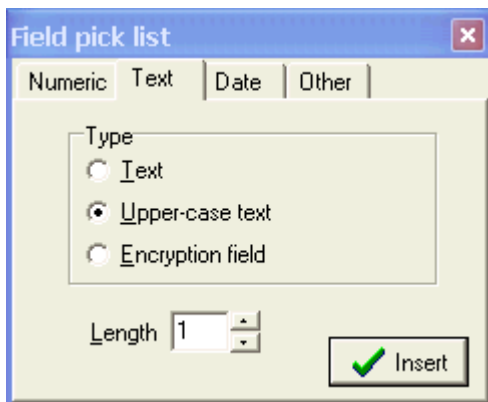 Field pick list
Numeric Text Date Other
Type
Text
Upper-case text
Encryption field
Length 1
Insert